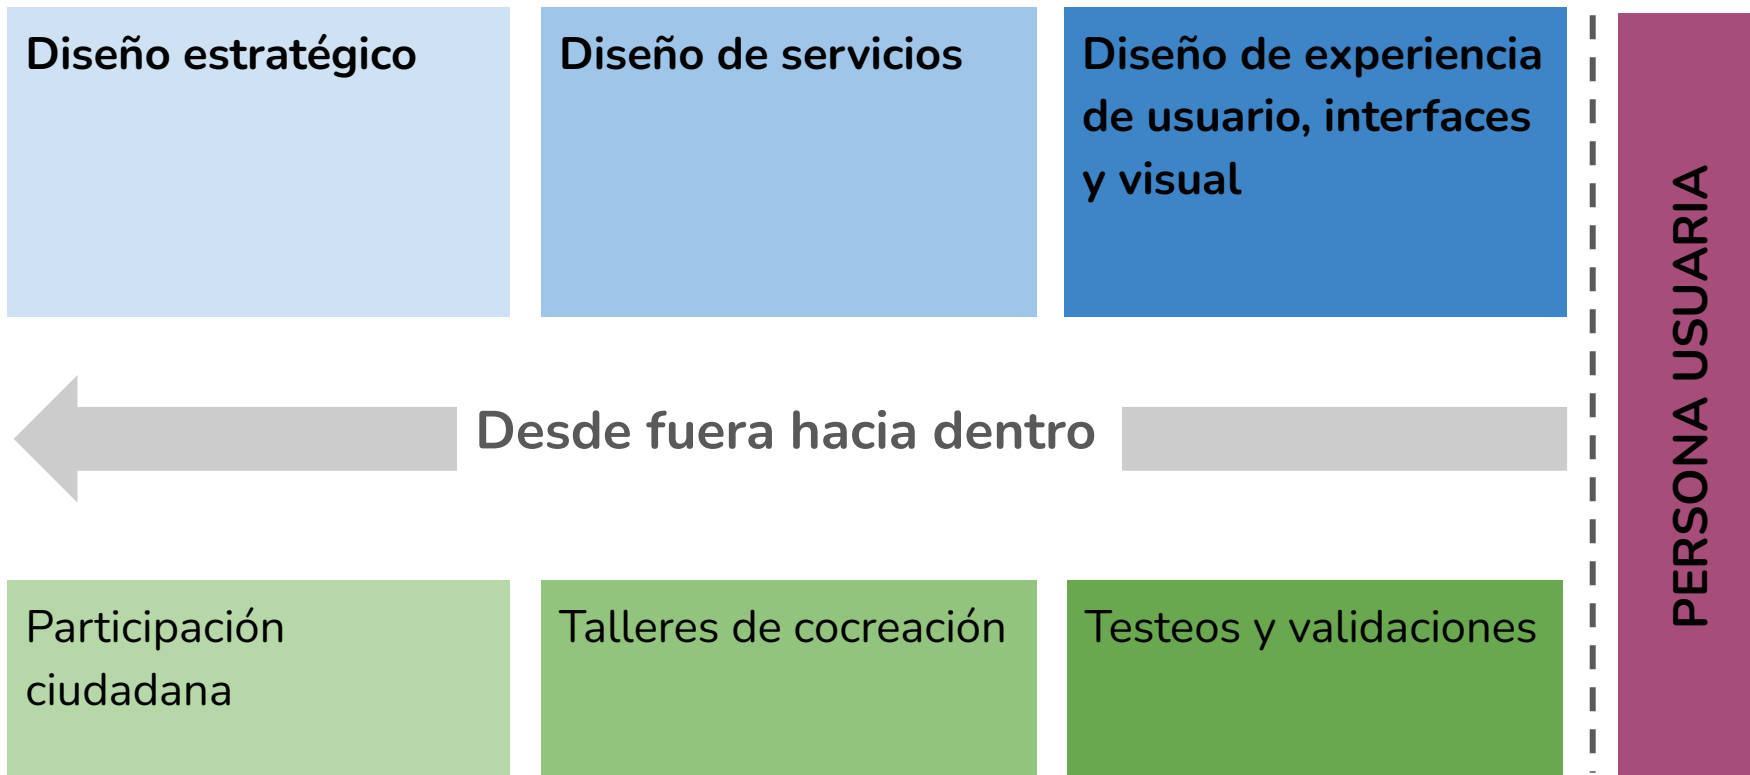 Diseño estratégico
Diseño de servicios
Diseño de experiencia
de usuario, interfaces
y visual
Desde fuera hacia dentro
Participación
ciudadana
Talleres de cocreación
Testeos y validaciones
PERSONA USUARIA